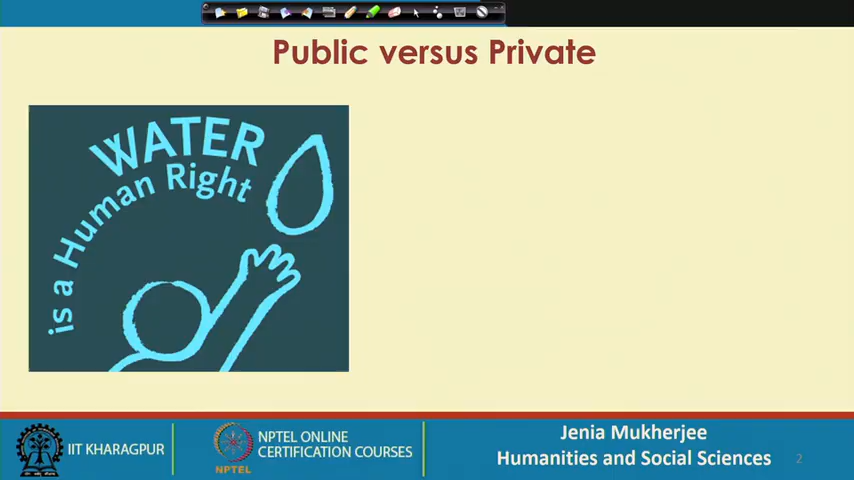 Public versus Private
WATER
is a Human Right
IIT KHARAGPUR
NPTEL
NPTEL ONLINE
CERTIFICATION COURSES
Jenia Mukherjee
Humanities and Social Sciences
2